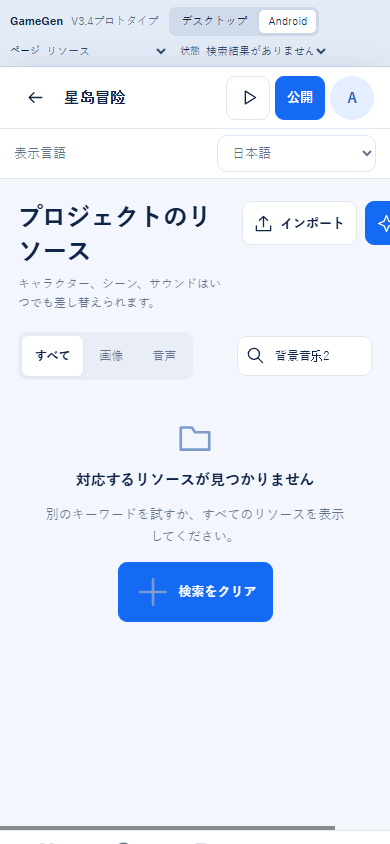 GameGen V3.4プロトタイプ デスクトップ Android
ページ リソース 状態 検索結果がありません
星岛冒险 公開 A
表示言語 日本語
プロジェクトのリ
ソース
インポート
キャラクター、シーン、サウンドはい
つでも差し替えられます。
すべて 画像 音声 背景音乐2
対応するリソースが見つかりません
別のキーワードを試すか、すべてのリソースを表示
してください。
検索をクリア